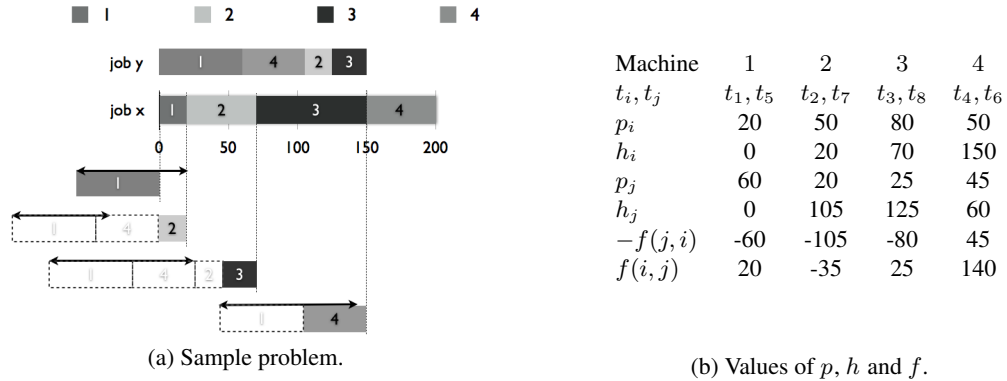 1 2 3 4
job y 1 4 2 3
job x 1 2 3 4
0 50 100 150 200
1
1 4 2
1 4 2 3
1 4
(a) Sample problem.
Machine 1 2 3 4
t_i, t_j t_1, t_5 t_2, t_7 t_3, t_8 t_4, t_6
p_i 20 50 80 50
h_i 0 20 70 150
p_j 60 20 25 45
h_j 0 105 125 60
−f(j, i) -60 -105 -80 45
f(i, j) 20 -35 25 140
(b) Values of p, h and f.